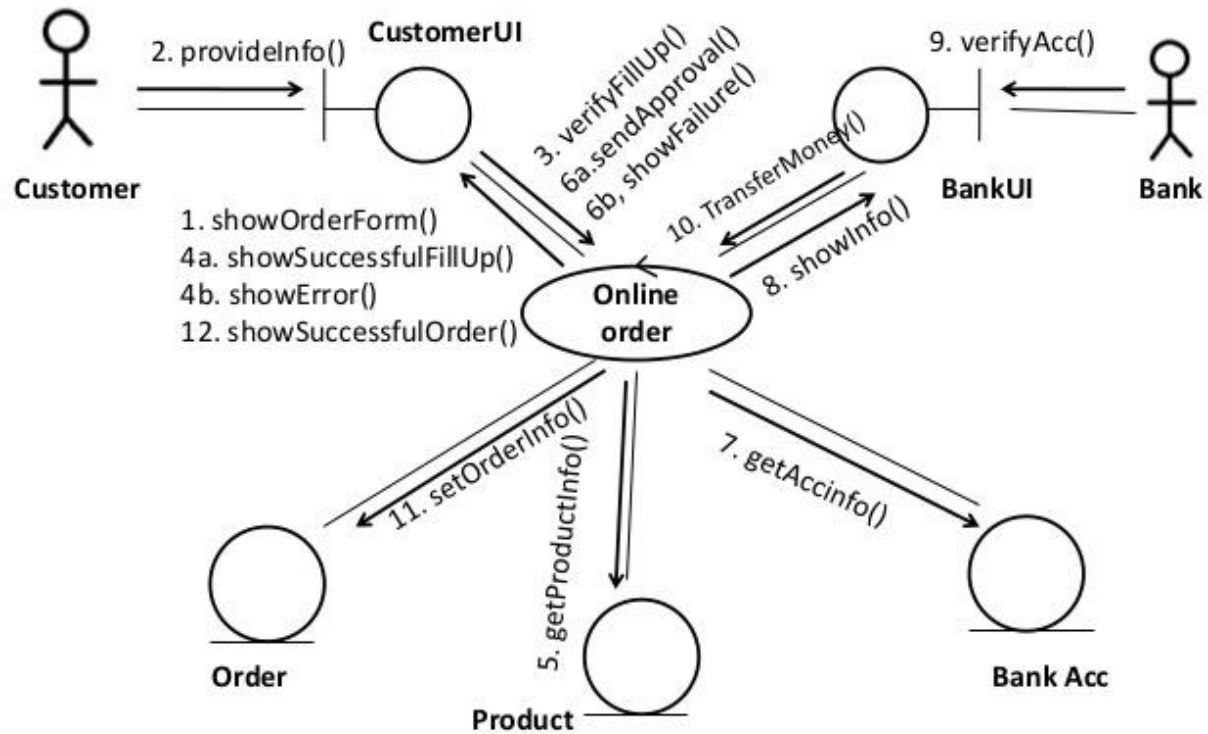 CustomerUI
2. provideInfo()
9. verifyAcc()
3. verifyFillUp()
6a.sendApproval()
6b, showFailure()
Customer
BankUI
Bank
10. TransferMoney()
8. showInfo()
1. showOrderForm()
4a. showSuccessfulFillUp()
4b. showError()
12. showSuccessfulOrder()
Online
order
11. setOrderInfo()
5. getProductInfo()
7. getAccinfo()
Order
Product
Bank Acc